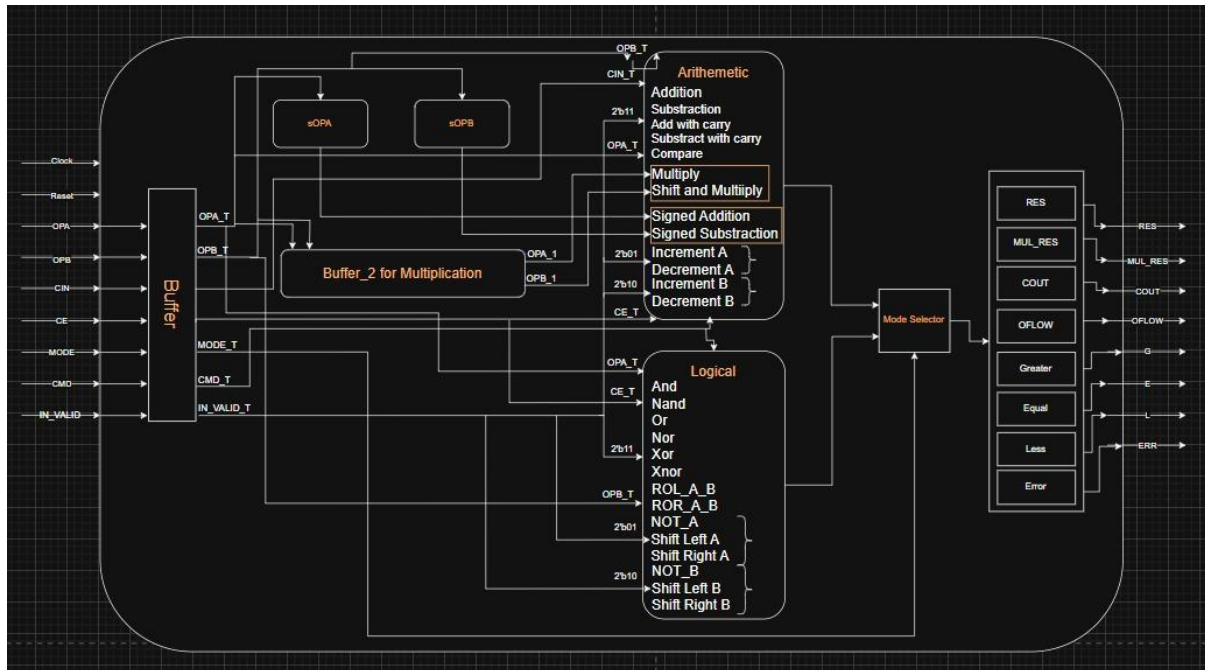 Clock
Reset
OPA
OPB
CIN
CE
MODE
CMD
IN_VALID
Buffer
OPA_T
OPB_T
MODE_T
CMD_T
IN_VALID_T
sOPA
sOPB
Buffer_2 for Multiplication
OPA_1
OPB_1
OPB_T
CIN_T
2'b11
OPA_T
2'b01
2'b10
CE_T
Arithemetic
Addition
Substraction
Add with carry
Substract with carry
Compare
Multiply
Shift and Multiiply
Signed Addition
Signed Substraction
Increment A
Decrement A
Increment B
Decrement B
OPA_T
CE_T
2'b11
OPB_T
2'b01
2'b10
Logical
And
Nand
Or
Nor
Xor
Xnor
ROL_A_B
ROR_A_B
NOT_A
Shift Left A
Shift Right A
NOT_B
Shift Left B
Shift Right B
Mode Selector
RES
MUL_RES
COUT
OFLOW
Greater
Equal
Less
Error
RES
MUL_RES
COUT
OFLOW
G
E
L
ERR